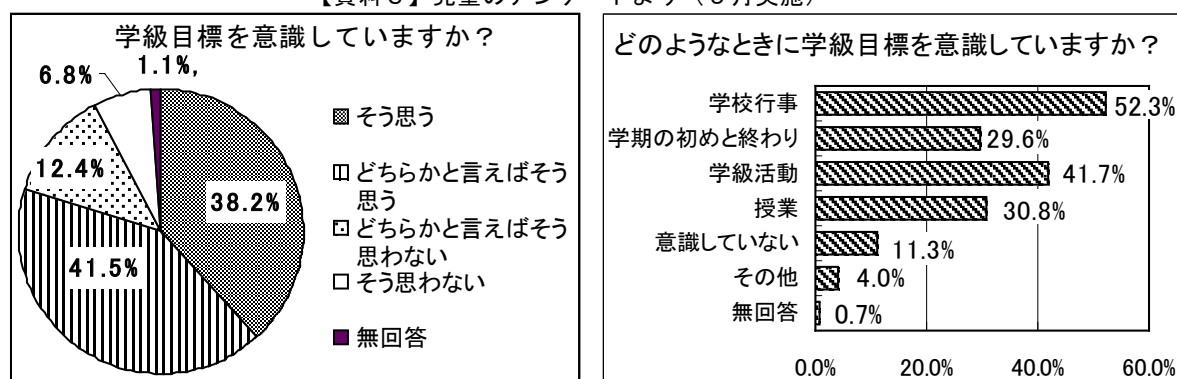 学級目標を意識していますか？
6.8%
1.1%,
12.4%
38.2%
41.5%
そう思う
どちらかと言えばそう
思う
どちらかと言えばそう
思わない
そう思わない
無回答
どのようなときに学級目標を意識していますか？
学校行事 52.3%
学期の初めと終わり 29.6%
学級活動 41.7%
授業 30.8%
意識していない 11.3%
その他 4.0%
無回答 0.7%
0.0% 20.0% 40.0% 60.0%